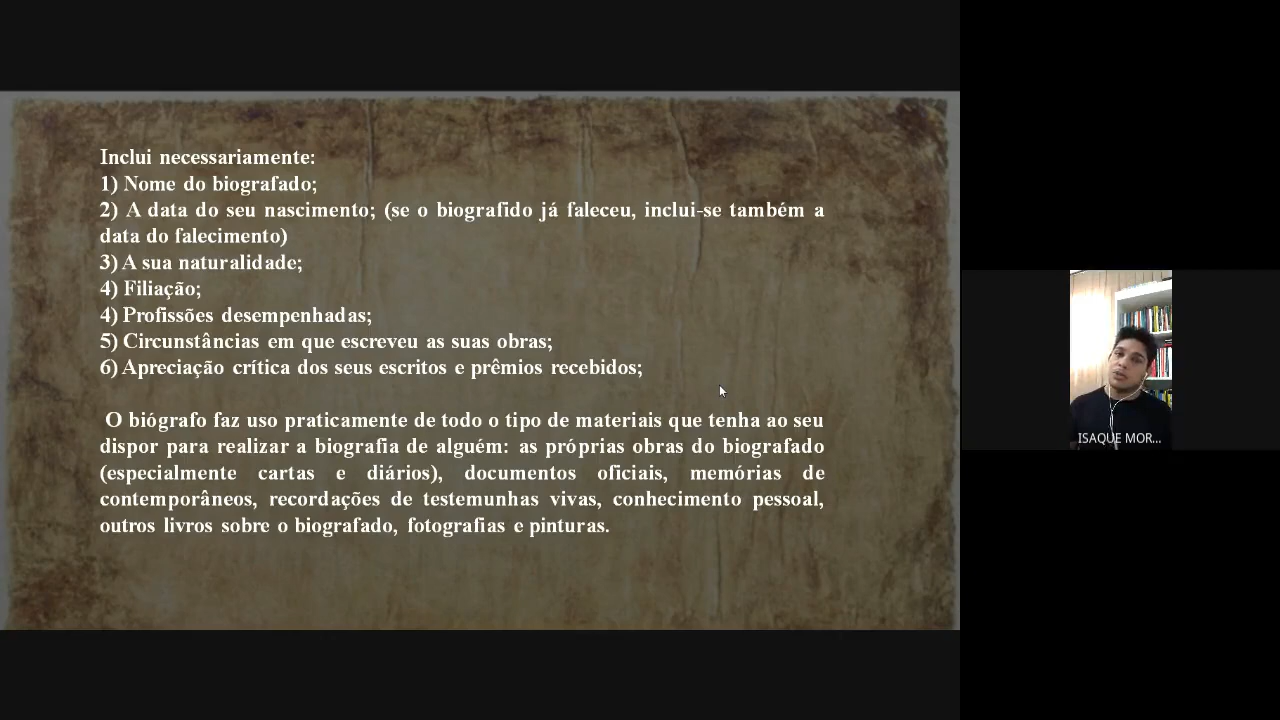 Inclui necessariamente:
1) Nome do biografado;
2) A data do seu nascimento; (se o biografido já faleceu, inclui-se também a
data do falecimento)
3) A sua naturalidade;
4) Filiação;
4) Profissões desempenhadas;
5) Circunstâncias em que escreveu as suas obras;
6) Apreciação crítica dos seus escritos e prêmios recebidos;
O biógrafo faz uso praticamente de todo o tipo de materiais que tenha ao seu
dispor para realizar a biografia de alguém: as próprias obras do biografado
(especialmente cartas e diários), documentos oficiais, memórias de
contemporâneos, recordações de testemunhas vivas, conhecimento pessoal,
outros livros sobre o biografado, fotografias e pinturas.
ISAQUE MOR...